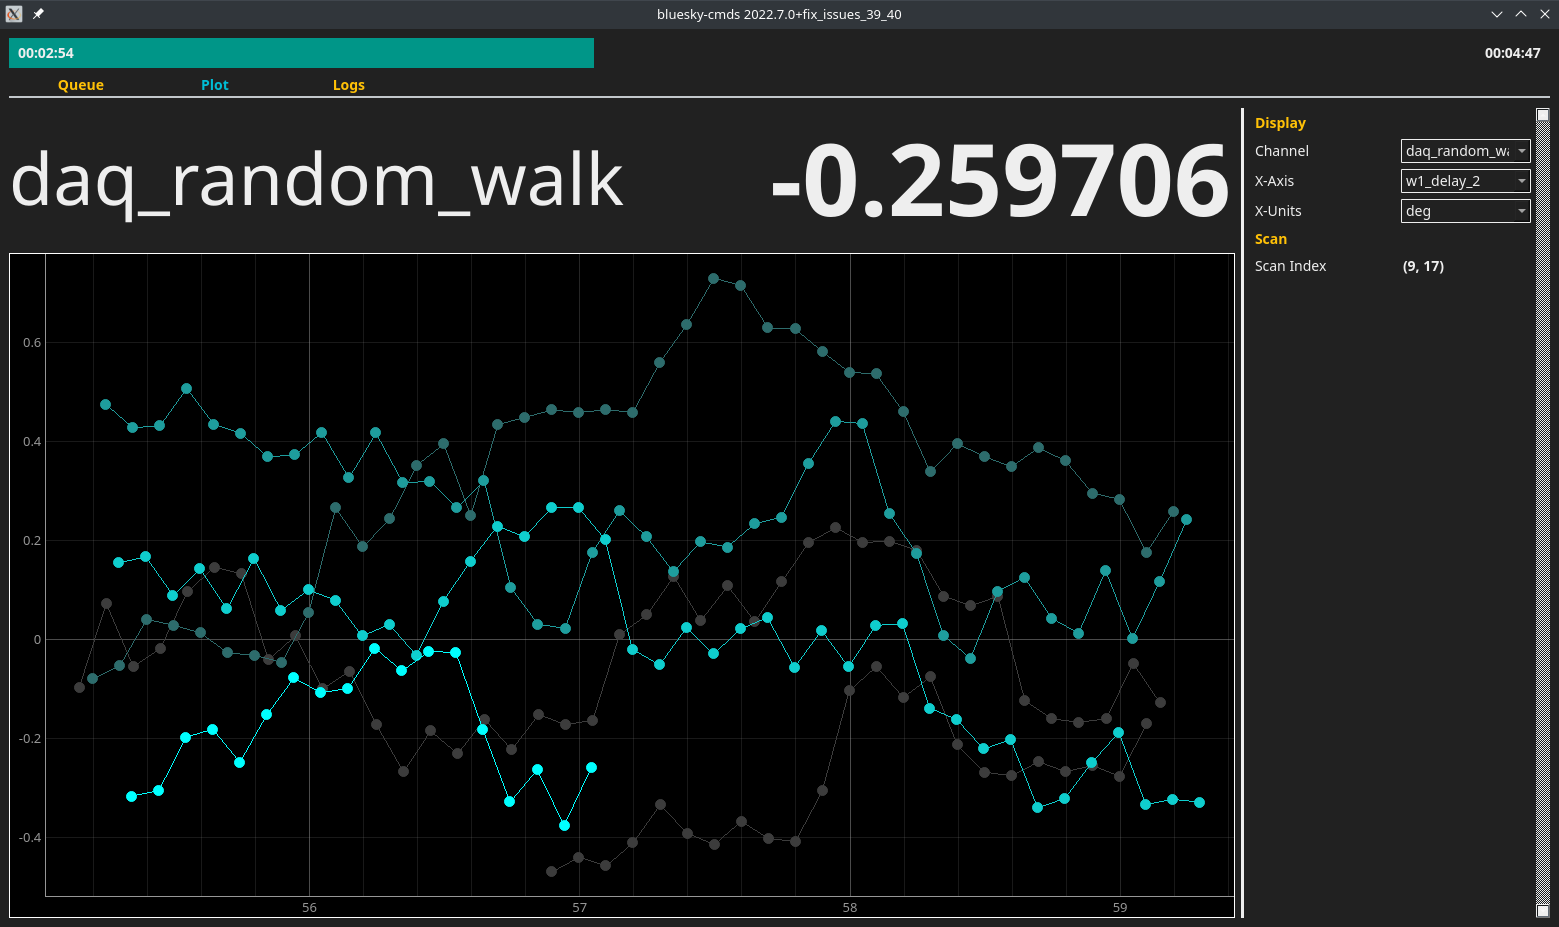 bluesky-cmds 2022.7.0+fix_issues_39_40
00:02:54 00:04:47
Queue Plot Logs
daq_random_walk -0.259706
Display
Channel daq_random_wa
X-Axis w1_delay_2
X-Units deg
Scan
Scan Index (9, 17)
0.6
0.4
0.2
0
-0.2
-0.4
56 57 58 59